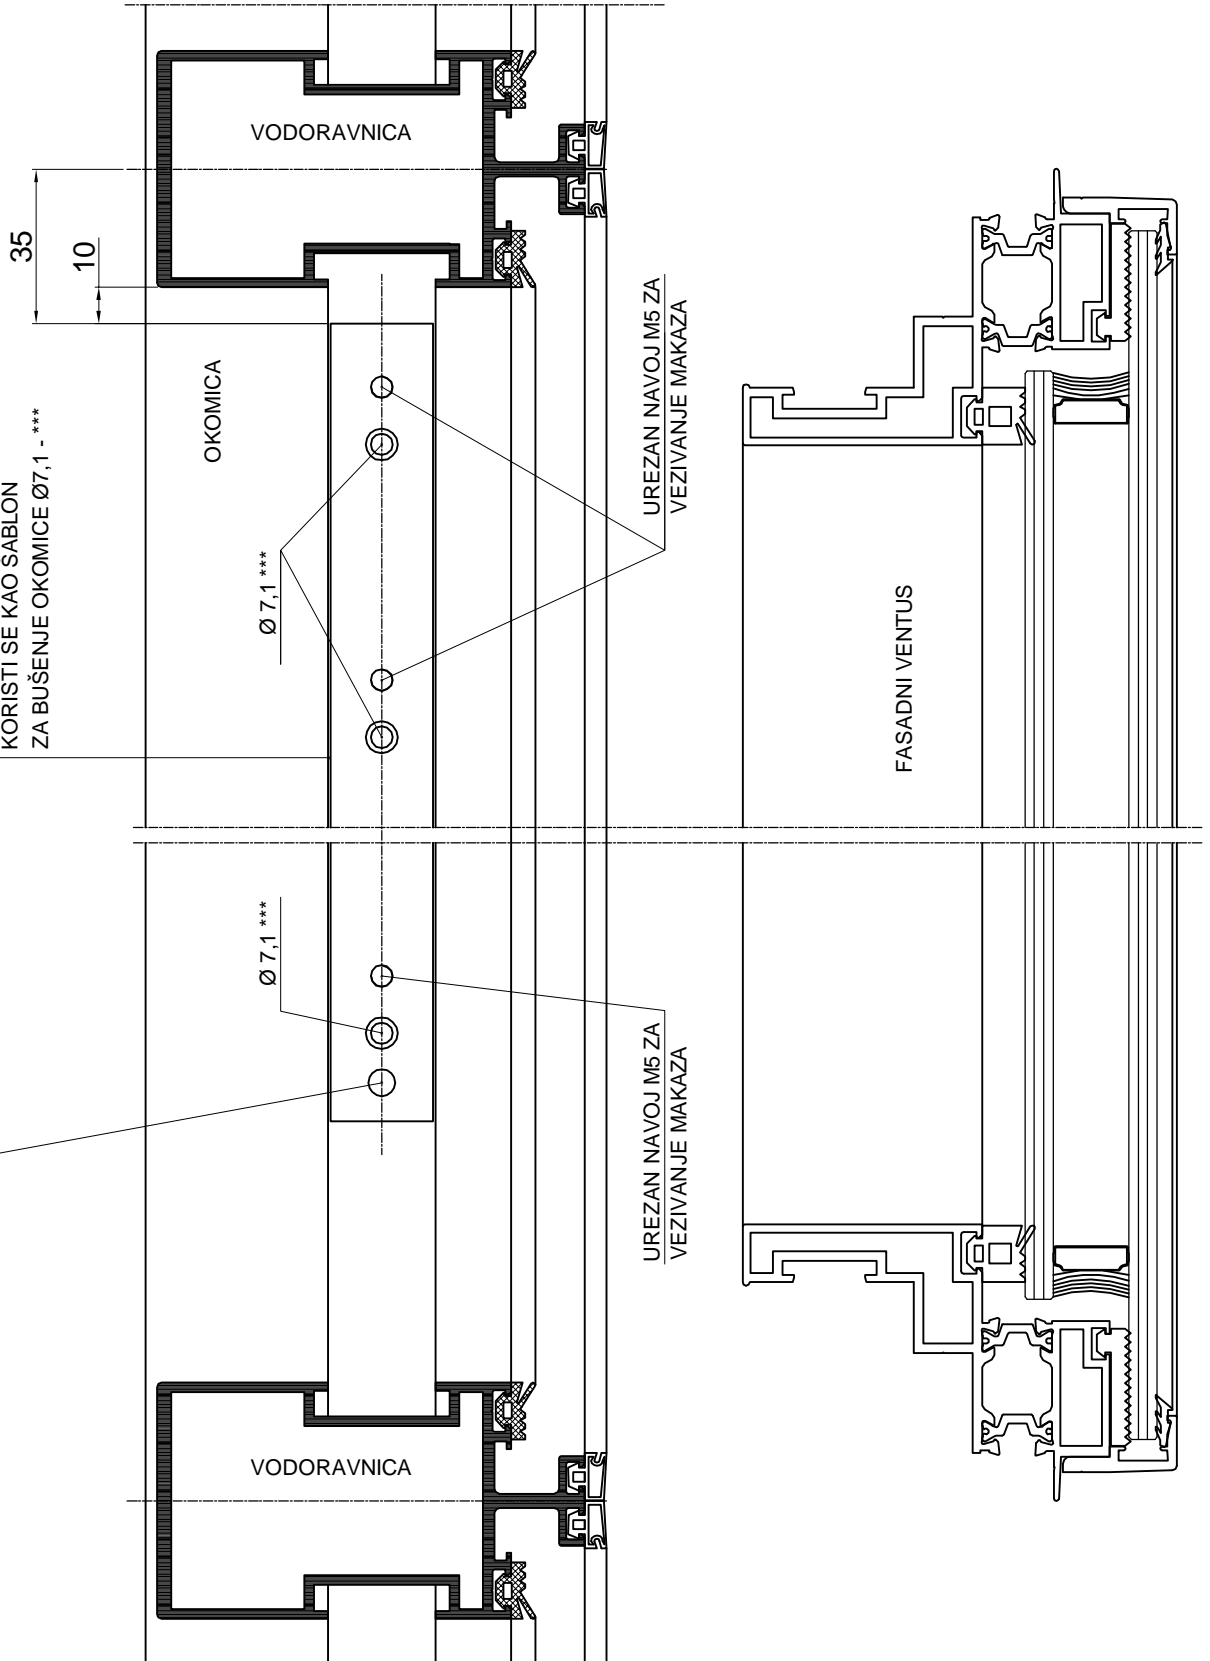 35
10
VODORAVNICA
KORISTI SE KAO ŠABLON
ZA BUŠENJE OKOMICE Ø7,1 - ***
OKOMICA
Ø 7,1 ***
UREZAN NAVOJ M5 ZA
VEZIVANJE MAKAZA
FASADNI VENTUS
Ø 7,1 ***
UREZAN NAVOJ M5 ZA
VEZIVANJE MAKAZA
VODORAVNICA